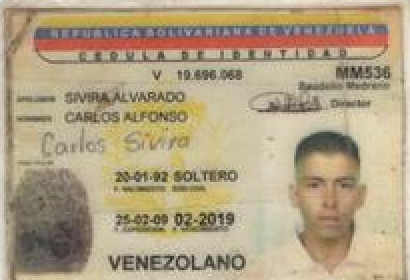 REPUBLICA BOLIVARIANA DE VENEZUELA
CEDULA DE IDENTIDAD
V 19.696.068 MM536
Director
APELLIDOS SIVIRA ALVARADO
NOMBRES CARLOS ALFONSO
Carlos Sivira
20-01-92 SOLTERO
F. NACIMIENTO EDO CIVIL
25-02-09 02-2019
F. EXPEDICION F. VENCIMIENTO
VENEZOLANO